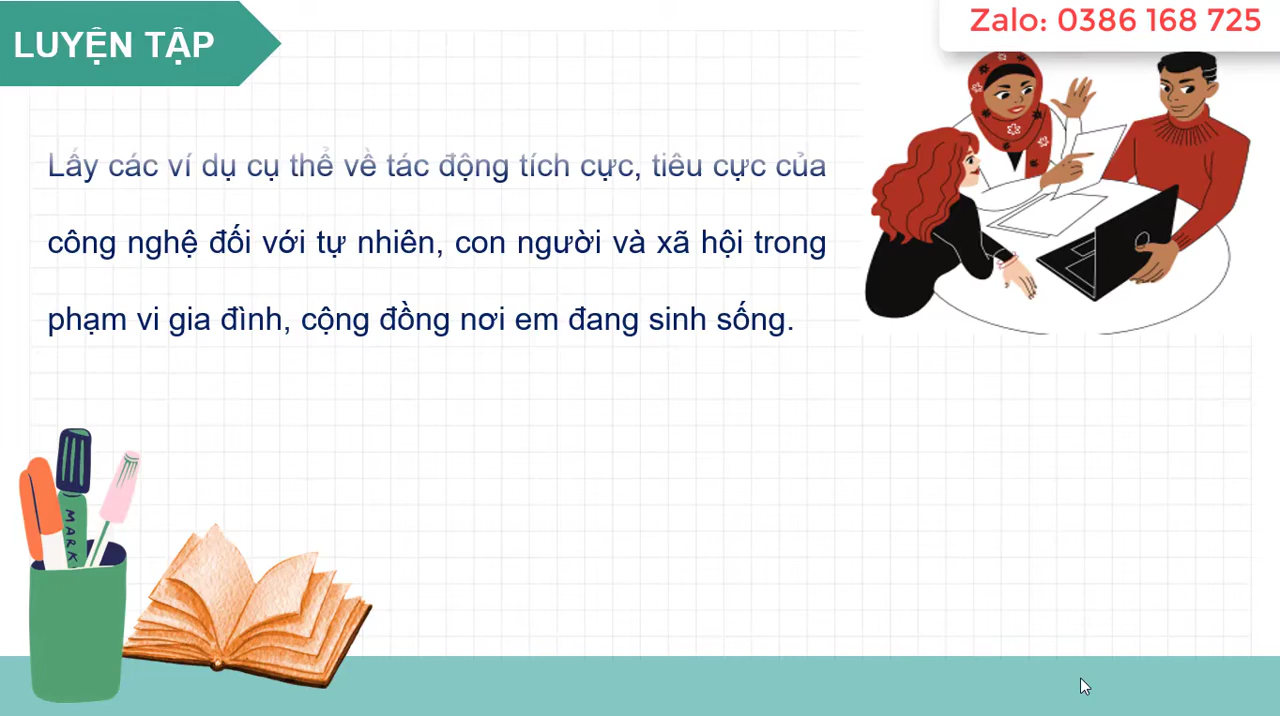 LUYỆN TẬP
Zalo: 0386 168 725
Lấy các ví dụ cụ thể về tác động tích cực, tiêu cực của
công nghệ đối với tự nhiên, con người và xã hội trong
phạm vi gia đình, cộng đồng nơi em đang sinh sống.
MARK